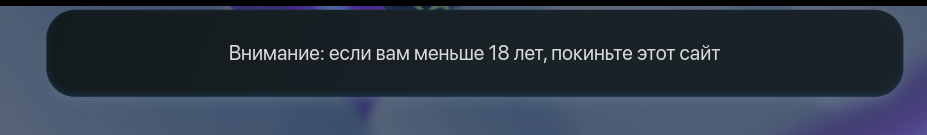 Внимание: если вам меньше 18 лет, покиньте этот сайт